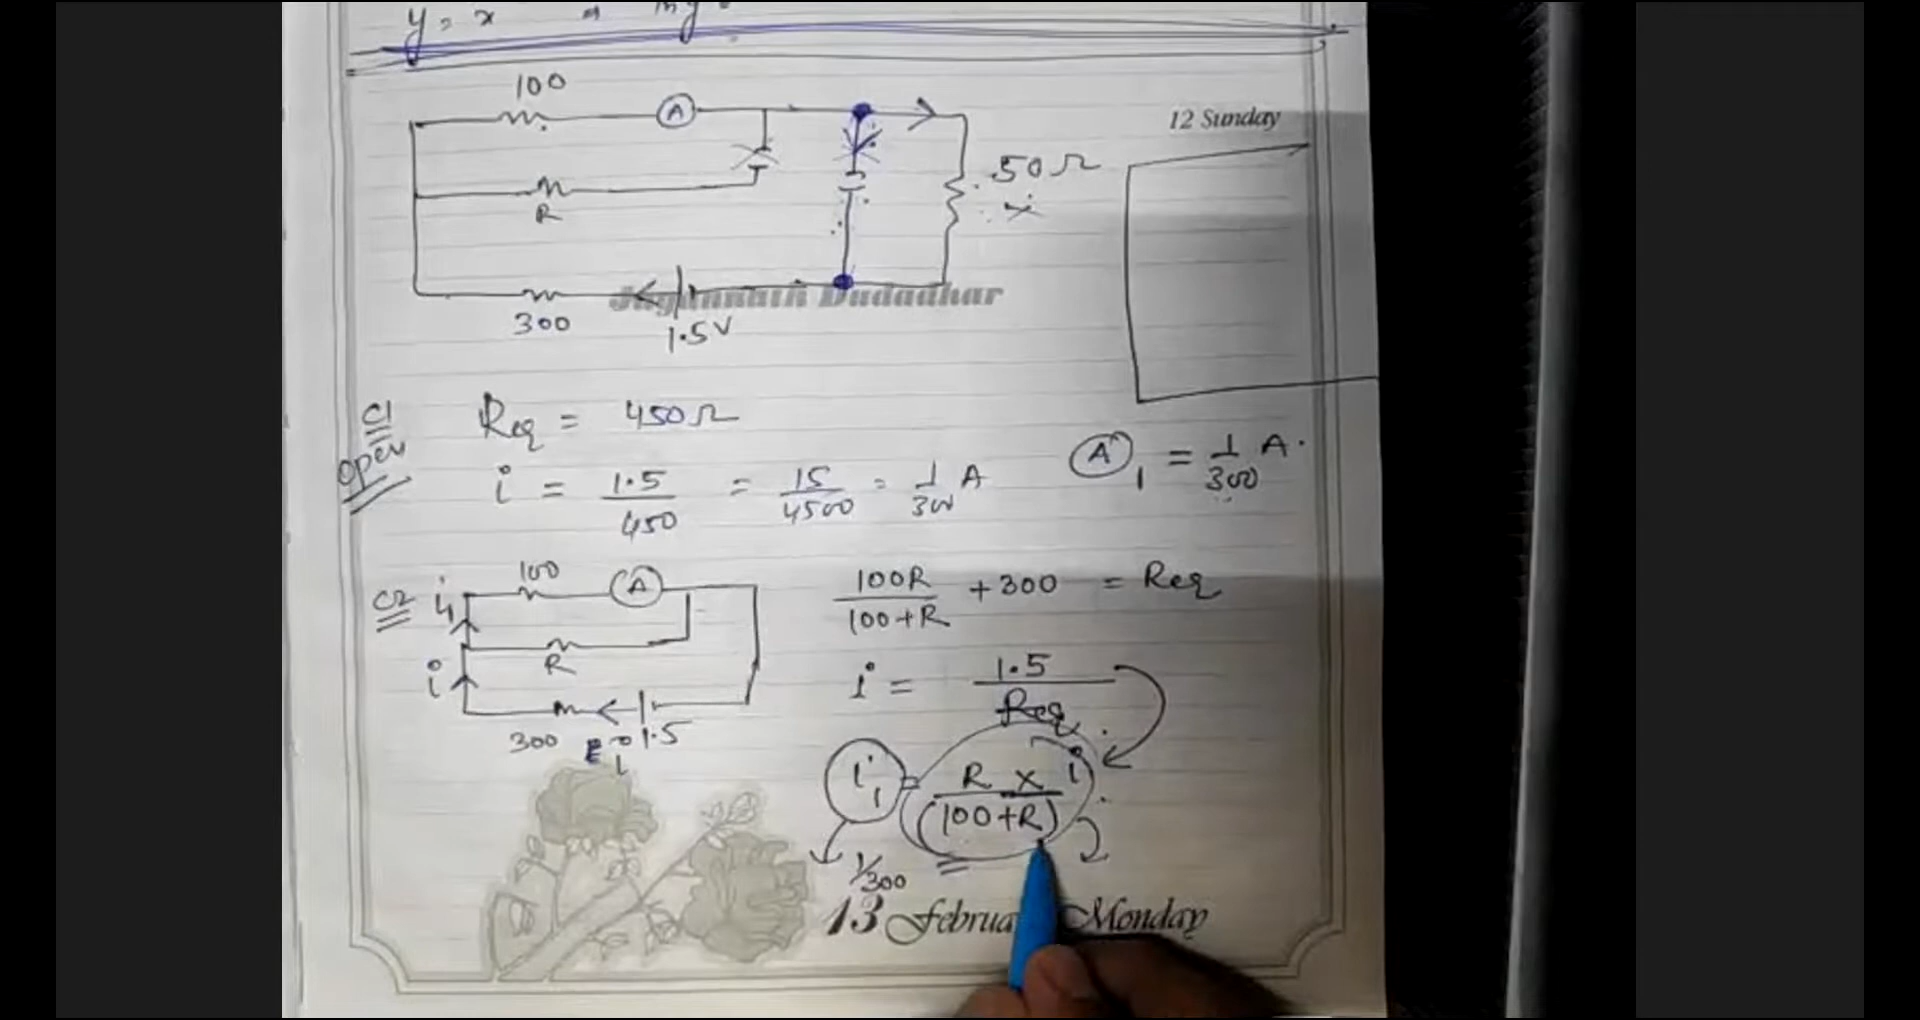 y = x
100
A
12 Sunday
50Ω
x
R
Jagannath Dudadhar
300
1.5V
C1
Open
Req = 450Ω
i = 1.5/450 = 15/4500 = 1/300 A
A₁ = 1/300 A.
C2
i₁
100
A
100R/100+R + 300 = Req
R
i
i = 1.5/Req
300
1.5
i₁ = R × i/(100+R)
1/300
13 Februa Monday